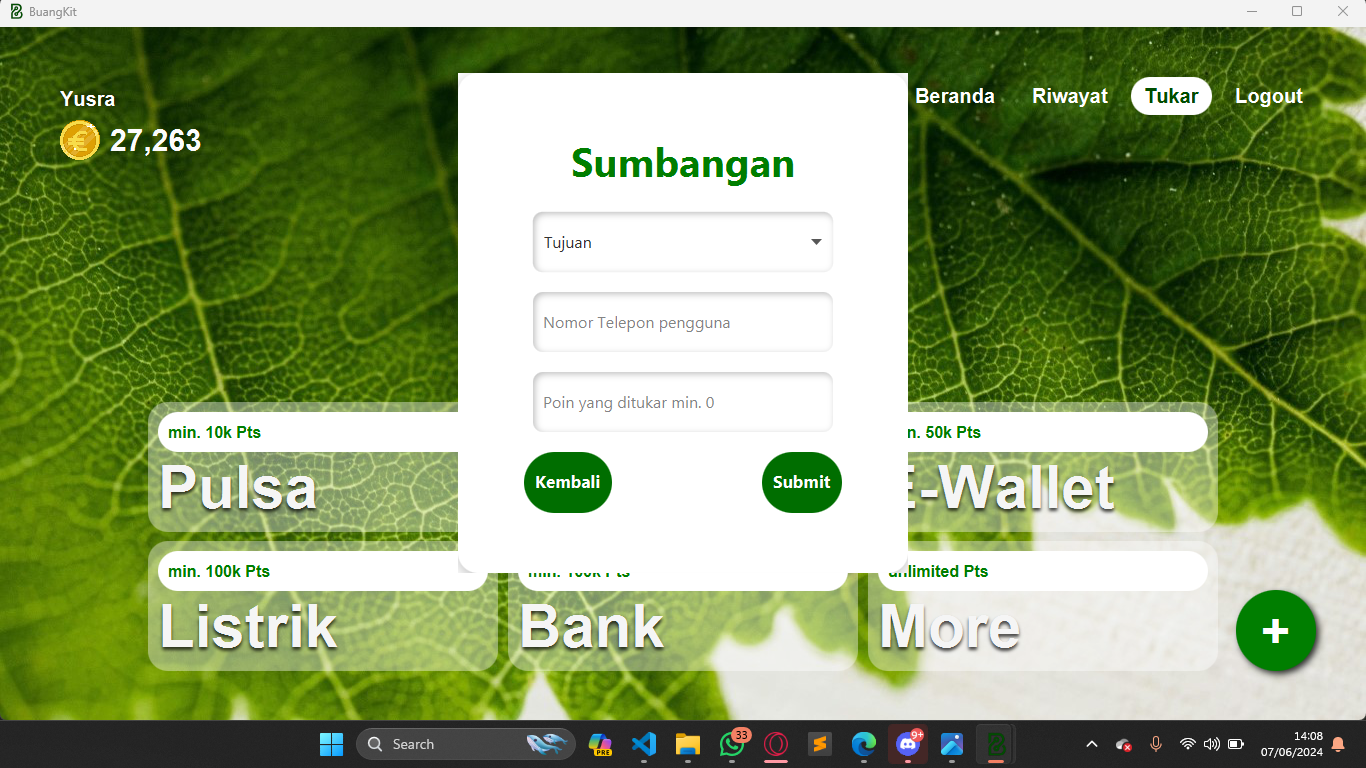 BuangKit
Yusra
27,263
Beranda Riwayat Tukar Logout
Sumbangan
Tujuan
Nomor Telepon pengguna
Poin yang ditukar min. 0
Kembali Submit
min. 10k Pts
Pulsa
n. 50k Pts
E-Wallet
min. 100k Pts
Listrik
min. 100k Pts
Bank
unlimited Pts
More
+
Search
PRE
33
9+
14:08
07/06/2024